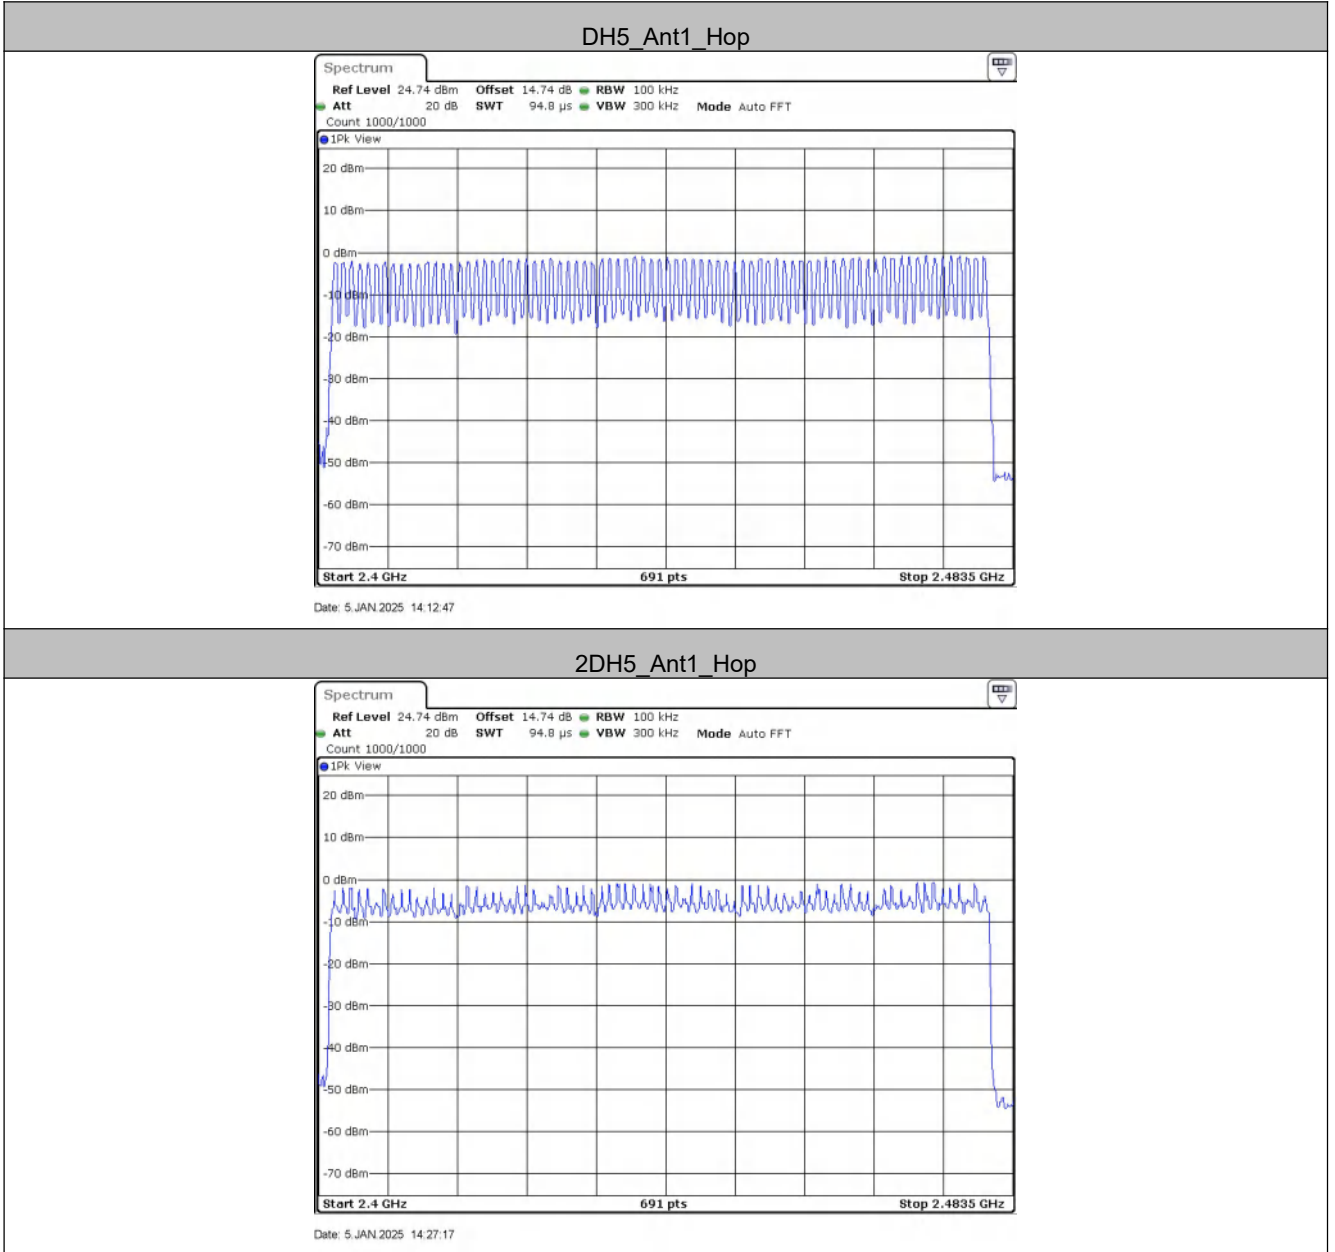 DH5_Ant1_Hop
Spectrum
Ref Level 24.74 dBm Offset 14.74 dB RBW 100 kHz
Att 20 dB SWT 94.8 µs VBW 300 kHz Mode Auto FFT
Count 1000/1000
1Pk View
20 dBm
10 dBm
0 dBm
-10 dBm
-20 dBm
-30 dBm
-40 dBm
-50 dBm
-60 dBm
-70 dBm
Start 2.4 GHz 691 pts Stop 2.4835 GHz
Date: 5.JAN.2025 14:12:47
2DH5_Ant1_Hop
Spectrum
Ref Level 24.74 dBm Offset 14.74 dB RBW 100 kHz
Att 20 dB SWT 94.8 µs VBW 300 kHz Mode Auto FFT
Count 1000/1000
1Pk View
20 dBm
10 dBm
0 dBm
-10 dBm
-20 dBm
-30 dBm
-40 dBm
-50 dBm
-60 dBm
-70 dBm
Start 2.4 GHz 691 pts Stop 2.4835 GHz
Date: 5.JAN.2025 14:27:17